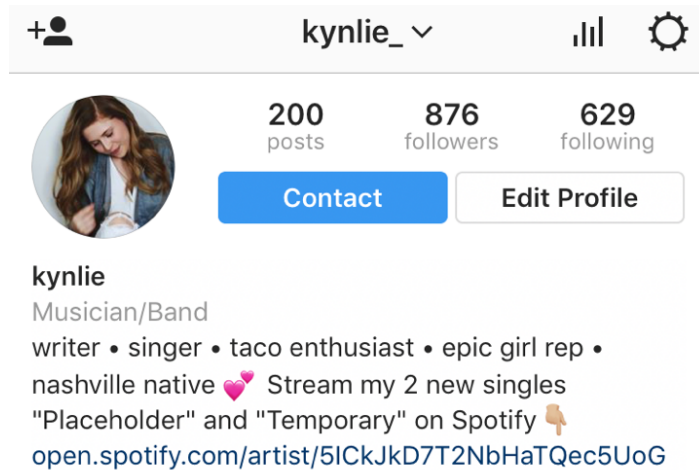 kynlie_
200 876 629
posts followers following
Contact Edit Profile
kynlie
Musician/Band
writer • singer • taco enthusiast • epic girl rep •
nashville native 💕 Stream my 2 new singles
"Placeholder" and "Temporary" on Spotify 👇🏼
open.spotify.com/artist/5ICkJkD7T2NbHaTQec5UoG